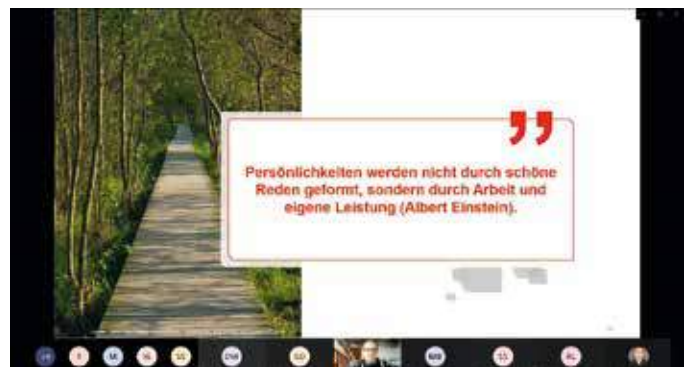 Persönlichkeiten werden nicht durch schöne
Reden geformt, sondern durch Arbeit und
eigene Leistung (Albert Einstein).